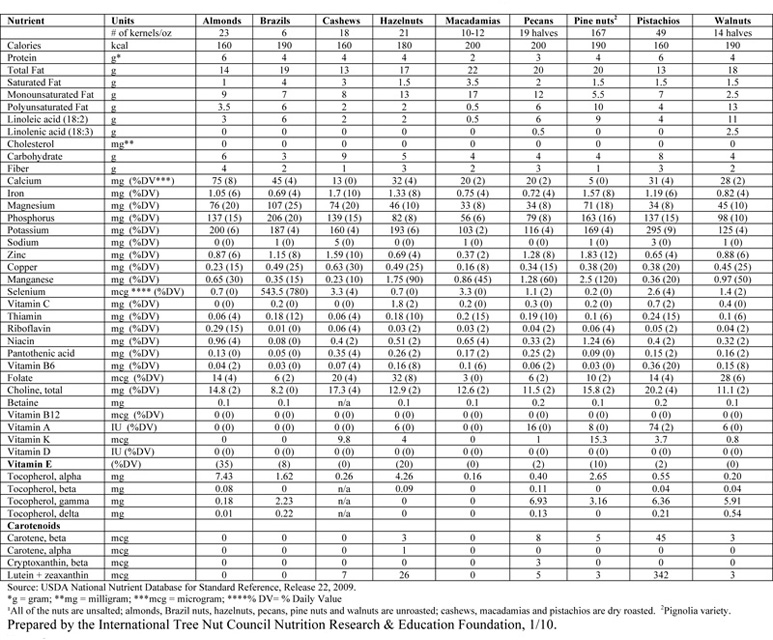 Nutrient Units Almonds Brazils Cashews Hazelnuts Macadamias Pecans Pine nuts² Pistachios Walnuts
# of kernels/oz 23 6 18 21 10-12 19 halves 167 49 14 halves
Calories kcal 160 190 160 180 200 200 190 160 190
Protein g* 6 4 4 4 2 3 4 6 4
Total Fat g 14 19 13 17 22 20 20 13 18
Saturated Fat g 1 4 3 1.5 3.5 2 1.5 1.5 1.5
Monounsaturated Fat g 9 7 8 13 17 12 5.5 7 2.5
Polyunsaturated Fat g 3.5 6 2 2 0.5 6 10 4 13
Linoleic acid (18:2) g 3 6 2 2 0.5 6 9 4 11
Linolenic acid (18:3) g 0 0 0 0 0 0.5 0 0 2.5
Cholesterol mg** 0 0 0 0 0 0 0 0 0
Carbohydrate g 6 3 9 5 4 4 4 8 4
Fiber g 4 2 1 3 2 3 1 3 2
Calcium mg (%DV***) 75 (8) 45 (4) 13 (0) 32 (4) 20 (2) 20 (2) 5 (0) 31 (4) 28 (2)
Iron mg (%DV) 1.05 (6) 0.69 (4) 1.7 (10) 1.33 (8) 0.75 (4) 0.72 (4) 1.57 (8) 1.19 (6) 0.82 (4)
Magnesium mg (%DV) 76 (20) 107 (25) 74 (20) 46 (10) 33 (8) 34 (8) 71 (18) 34 (8) 45 (10)
Phosphorus mg (%DV) 137 (15) 206 (20) 139 (15) 82 (8) 56 (6) 79 (8) 163 (16) 137 (15) 98 (10)
Potassium mg (%DV) 200 (6) 187 (4) 160 (4) 193 (6) 103 (2) 116 (4) 169 (4) 295 (9) 125 (4)
Sodium mg (%DV) 0 (0) 1 (0) 5 (0) 0 (0) 1 (0) 0 (0) 1 (0) 3 (0) 1 (0)
Zinc mg (%DV) 0.87 (6) 1.15 (8) 1.59 (10) 0.69 (4) 0.37 (2) 1.28 (8) 1.83 (12) 0.65 (4) 0.88 (6)
Copper mg (%DV) 0.23 (15) 0.49 (25) 0.63 (30) 0.49 (25) 0.16 (8) 0.34 (15) 0.38 (20) 0.38 (20) 0.45 (25)
Manganese mg (%DV) 0.65 (30) 0.35 (15) 0.23 (10) 1.75 (90) 0.86 (45) 1.28 (60) 2.5 (120) 0.36 (20) 0.97 (50)
Selenium mcg **** (%DV) 0.7 (0) 543.5 (780) 3.3 (4) 0.7 (0) 3.3 (0) 1.1 (2) 0.2 (0) 2.6 (4) 1.4 (2)
Vitamin C mg (%DV) 0 (0) 0.2 (0) 0 (0) 1.8 (2) 0.2 (0) 0.3 (0) 0.2 (0) 0.7 (2) 0.4 (0)
Thiamin mg (%DV) 0.06 (4) 0.18 (12) 0.06 (4) 0.18 (10) 0.2 (15) 0.19 (10) 0.1 (6) 0.24 (15) 0.1 (6)
Riboflavin mg (%DV) 0.29 (15) 0.01 (0) 0.06 (4) 0.03 (2) 0.03 (2) 0.04 (2) 0.06 (4) 0.05 (2) 0.04 (2)
Niacin mg (%DV) 0.96 (4) 0.08 (0) 0.4 (2) 0.51 (2) 0.65 (4) 0.33 (2) 1.24 (6) 0.4 (2) 0.32 (2)
Pantothenic acid mg (%DV) 0.13 (0) 0.05 (0) 0.35 (4) 0.26 (2) 0.17 (2) 0.25 (2) 0.09 (0) 0.15 (2) 0.16 (2)
Vitamin B6 mg (%DV) 0.04 (2) 0.03 (0) 0.07 (4) 0.16 (8) 0.1 (6) 0.06 (2) 0.03 (0) 0.36 (20) 0.15 (8)
Folate mcg (%DV) 14 (4) 6 (2) 20 (4) 32 (8) 3 (0) 6 (2) 10 (2) 14 (4) 28 (6)
Choline, total mg (%DV) 14.8 (2) 8.2 (0) 17.3 (4) 12.9 (2) 12.6 (2) 11.5 (2) 15.8 (2) 20.2 (4) 11.1 (2)
Betaine mg 0.1 0.1 n/a 0.1 0.1 0.2 0.1 0.2 0.1
Vitamin B12 mcg (%DV) 0 (0) 0 (0) 0 (0) 0 (0) 0 (0) 0 (0) 0 (0) 0 (0) 0 (0)
Vitamin A IU (%DV) 0 (0) 0 (0) 0 (0) 6 (0) 0 (0) 16 (0) 8 (0) 74 (2) 6 (0)
Vitamin K mcg 0 0 9.8 4 1 15.3 3.7 0.8
Vitamin D IU (%DV) 0 (0) 0 (0) 0 (0) 0 (0) 0 (0) 0 (0) 0 (0) 0 (0) 0 (0)
Vitamin E (%DV) (35) (8) (0) (20) (0) (2) (10) (2) (0)
Tocopherol, alpha mg 7.43 1.62 0.26 4.26 0.16 0.40 2.65 0.55 0.20
Tocopherol, beta mg 0.08 0 n/a 0.09 0 0.11 0 0.04 0.04
Tocopherol, gamma mg 0.18 2.23 n/a 0 0 6.93 3.16 6.36 5.91
Tocopherol, delta mg 0.01 0.22 n/a 0 0.13 0 0.21 0.54
Carotenoids
Carotene, beta mcg 0 0 0 3 0 8 5 45 3
Carotene, alpha mcg 0 0 0 1 0 0 0 0 0
Cryptoxanthin, beta mcg 0 0 0 0 0 3 0 0 0
Lutein + zeaxanthin mcg 0 0 7 26 0 5 3 342 3
Source: USDA National Nutrient Database for Standard Reference, Release 22, 2009.
*g = gram; **mg = milligram; ***mcg = microgram; ****% DV= % Daily Value
¹All of the nuts are unsalted; almonds, Brazil nuts, hazelnuts, pecans, pine nuts and walnuts are unroasted; cashews, macadamias and pistachios are dry roasted. ²Pignolia variety.
Prepared by the International Tree Nut Council Nutrition Research & Education Foundation, 1/10.